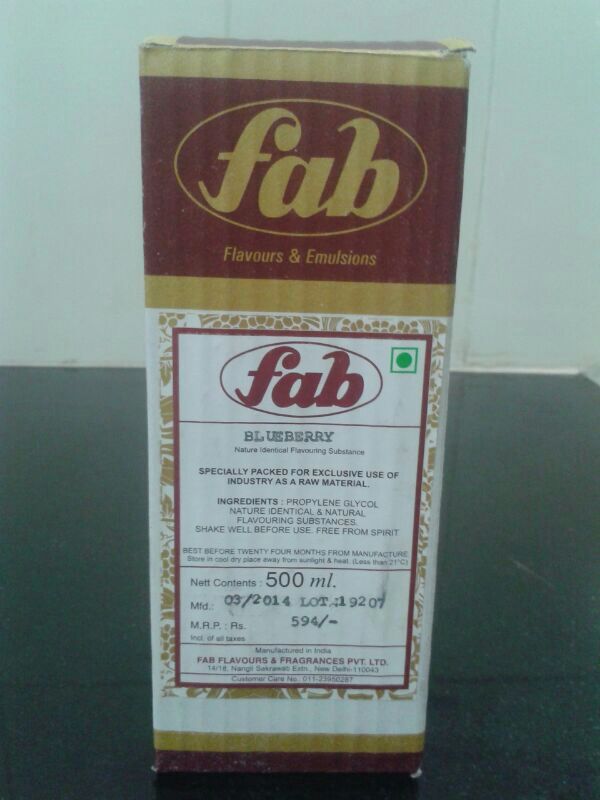 fab
Flavours & Emulsions
fab
BLUEBERRY
Nature Identical Flavouring Substance
SPECIALLY PACKED FOR EXCLUSIVE USE OF
INDUSTRY AS A RAW MATERIAL.
INGREDIENTS : PROPYLENE GLYCOL
NATURE IDENTICAL & NATURAL
FLAVOURING SUBSTANCES.
SHAKE WELL BEFORE USE. FREE FROM SPIRIT
BEST BEFORE TWENTY FOUR MONTHS FROM MANUFACTURE
Store in cool dry place away from sunlight & heat. (Less than 21°C)
Nett Contents : 500 ml.
Mfd.: 03/2014 LOT :19207
M.R.P. : Rs. 594/-
Incl. of all taxes
Manufactured in India
FAB FLAVOURS & FRAGRANCES PVT. LTD.
14/18, Nangli Sakrawati Extn., New Delhi-110043
Customer Care No. 011-23950287